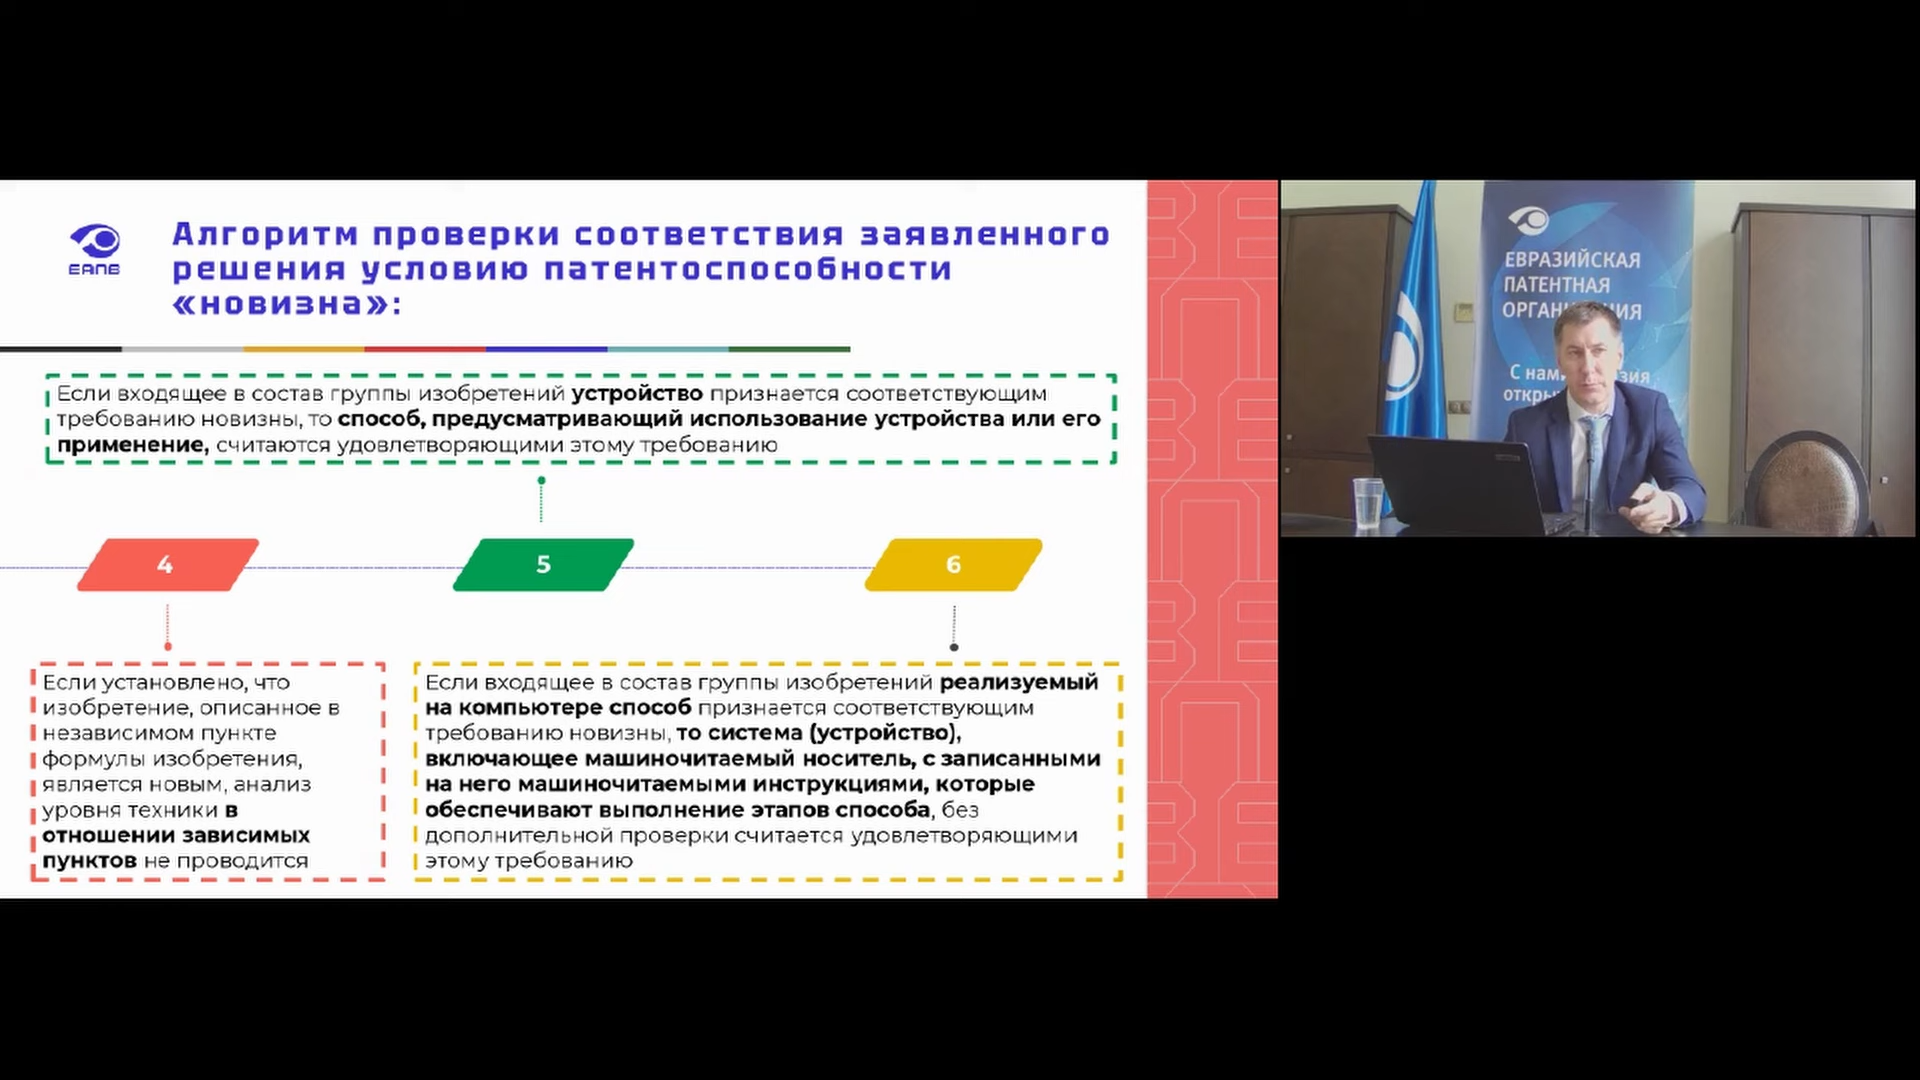 ЕАПВ
Алгоритм проверки соответствия заявленного
решения условию патентоспособности
«новизна»:
Если входящее в состав группы изобретений устройство признается соответствующим
требованию новизны, то способ, предусматривающий использование устройства или его
применение, считаются удовлетворяющими этому требованию
4
5
6
Если установлено, что
изобретение, описанное в
независимом пункте
формулы изобретения,
является новым, анализ
уровня техники в
отношении зависимых
пунктов не проводится
Если входящее в состав группы изобретений реализуемый
на компьютере способ признается соответствующим
требованию новизны, то система (устройство),
включающее машиночитаемый носитель, с записанными
на него машиночитаемыми инструкциями, которые
обеспечивают выполнение этапов способа, без
дополнительной проверки считается удовлетворяющими
этому требованию
ЕВРАЗИЙСКАЯ
ПАТЕНТНАЯ
С нами